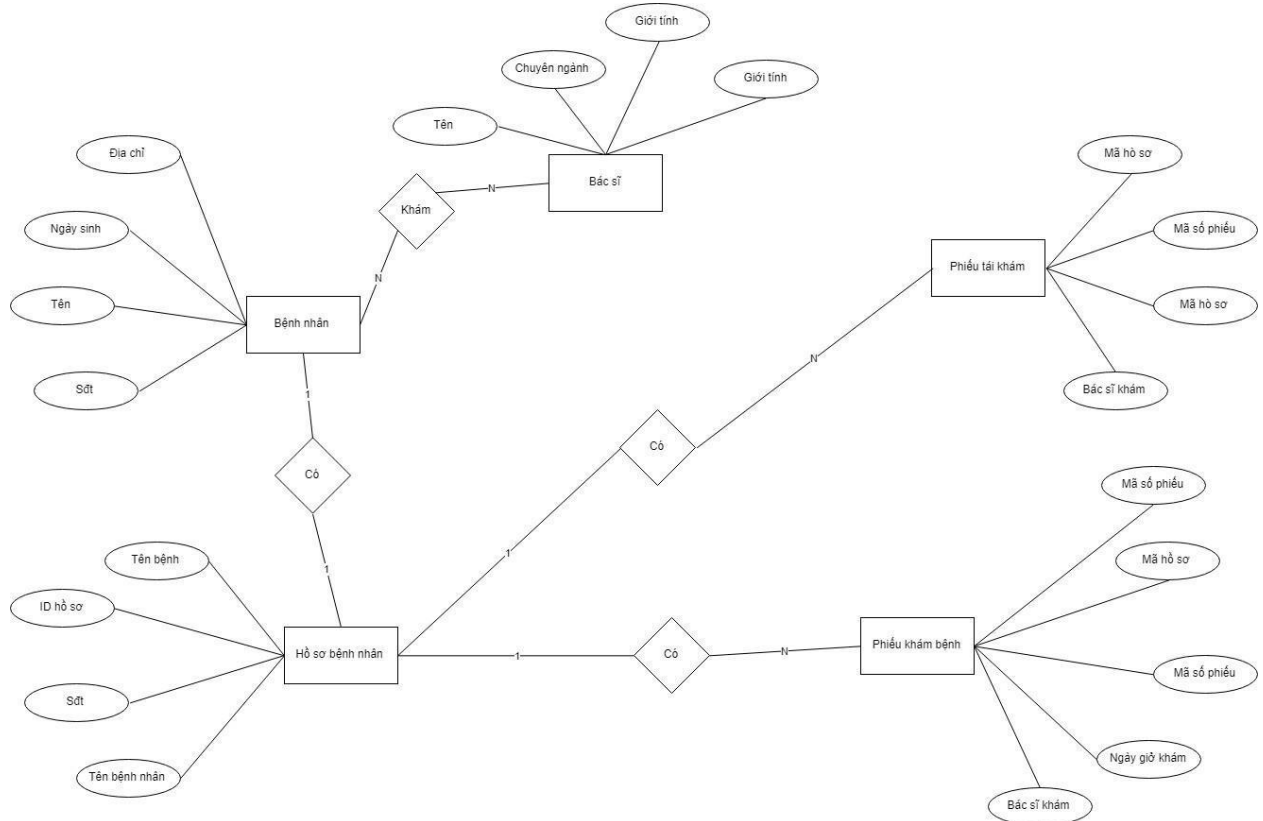 Giới tính
Chuyên ngành
Giới tính
Tên
Địa chỉ
Mã hò sơ
Bác sĩ
Khám
N
Ngày sinh
Mã số phiếu
Phiếu tái khám
N
Tên
Mã hò sơ
Bệnh nhân
N
Sđt
Bác sĩ khám
1
Có
Có
Mã số phiếu
1
Tên bệnh
Mã hồ sơ
1
ID hồ sơ
Hồ sơ bệnh nhân
1
Có
N
Phiếu khám bệnh
Mã số phiếu
Sđt
Ngày giở khám
Tên bệnh nhân
Bác sĩ khám